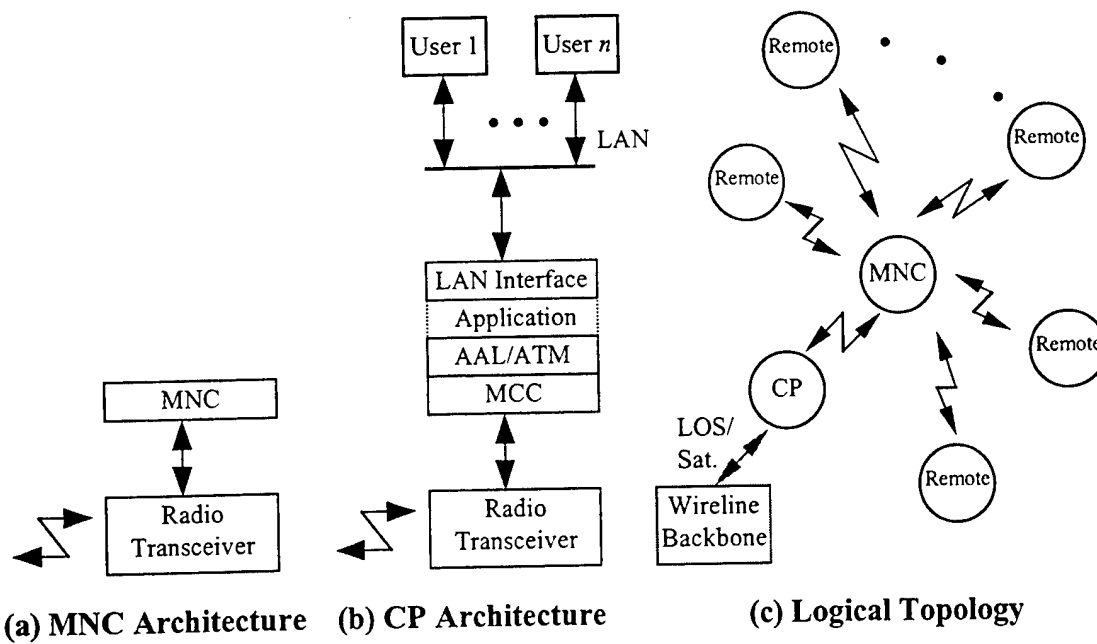 MNC
Radio
Transceiver
(a) MNC Architecture
User 1
User n
LAN
LAN Interface
Application
AAL/ATM
MCC
Radio
Transceiver
(b) CP Architecture
Remote
Remote
Remote
MNC
Remote
CP
Remote
LOS/
Sat.
Wireline
Backbone
(c) Logical Topology